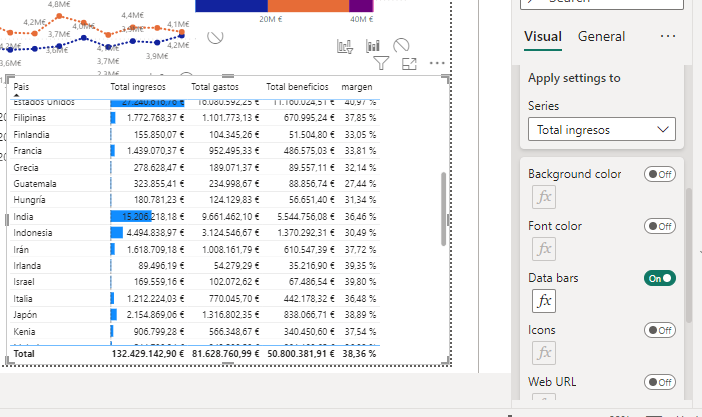 4,8M€
4,4M€
4,0M€
4,1M€
4,2M€
3,7M€
3,9M€
4,2M€
3,6M€
20M €
40M €
Search
Visual
General
Apply settings to
Series
Total ingresos
Background color
Off
fx
Font color
Off
fx
Data bars
On
fx
Icons
Off
fx
Web URL
Off
Pais Total ingresos Total gastos Total beneficios margen
Estados Unidos 27.240.616,76 € 16.080.592,25 € 11.160.024,51 € 40,97 %
Filipinas 1.772.768,37 € 1.101.773,13 € 670.995,24 € 37,85 %
Finlandia 155.850,07 € 104.345,26 € 51.504,80 € 33,05 %
Francia 1.439.070,37 € 952.495,33 € 486.575,03 € 33,81 %
Grecia 278.628,47 € 189.071,37 € 89.557,11 € 32,14 %
Guatemala 323.855,41 € 234.998,67 € 88.856,74 € 27,44 %
Hungría 180.781,23 € 124.129,83 € 56.651,40 € 31,34 %
India 15.206.218,18 € 9.661.462,10 € 5.544.756,08 € 36,46 %
Indonesia 4.494.838,97 € 3.124.546,67 € 1.370.292,31 € 30,49 %
Irán 1.618.709,18 € 1.008.161,79 € 610.547,39 € 37,72 %
Irlanda 89.496,19 € 54.279,29 € 35.216,90 € 39,35 %
Israel 169.559,16 € 102.072,62 € 67.486,54 € 39,80 %
Italia 1.212.224,03 € 770.045,70 € 442.178,32 € 36,48 %
Japón 2.154.869,06 € 1.316.802,35 € 838.066,71 € 38,89 %
Kenia 906.799,28 € 566.348,67 € 340.450,60 € 37,54 %
Total 132.429.142,90 € 81.628.760,99 € 50.800.381,91 € 38,36 %